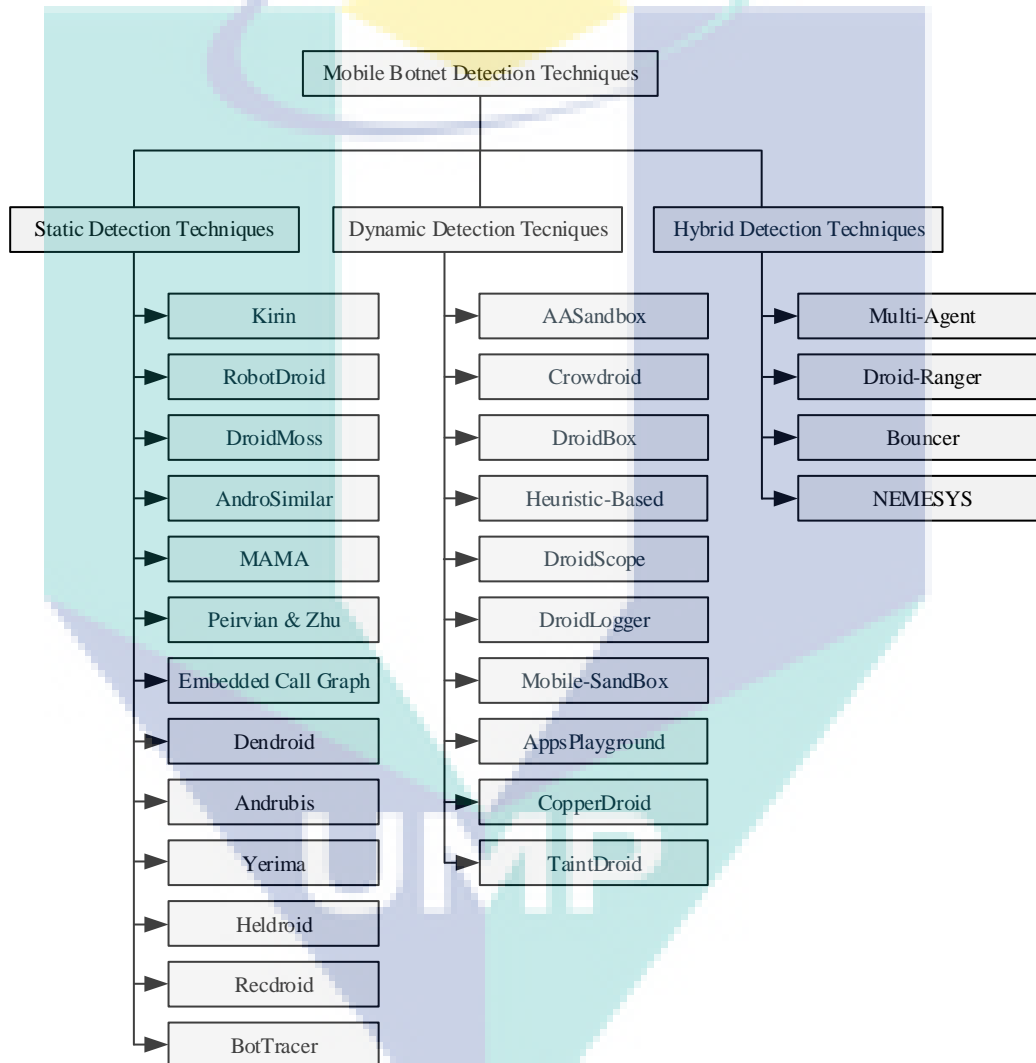 Mobile Botnet Detection Techniques
Static Detection Techniques
Dynamic Detection Tecniques
Hybrid Detection Techniques
Kirin
RobotDroid
DroidMoss
AndroSimilar
MAMA
Peirvian & Zhu
Embedded Call Graph
Dendroid
Andrubis
Yerima
Heldroid
Recdroid
BotTracer
AASandbox
Crowdroid
DroidBox
Heuristic-Based
DroidScope
DroidLogger
Mobile-SandBox
AppsPlayground
CopperDroid
TaintDroid
Multi-Agent
Droid-Ranger
Bouncer
NEMESYS
UMP